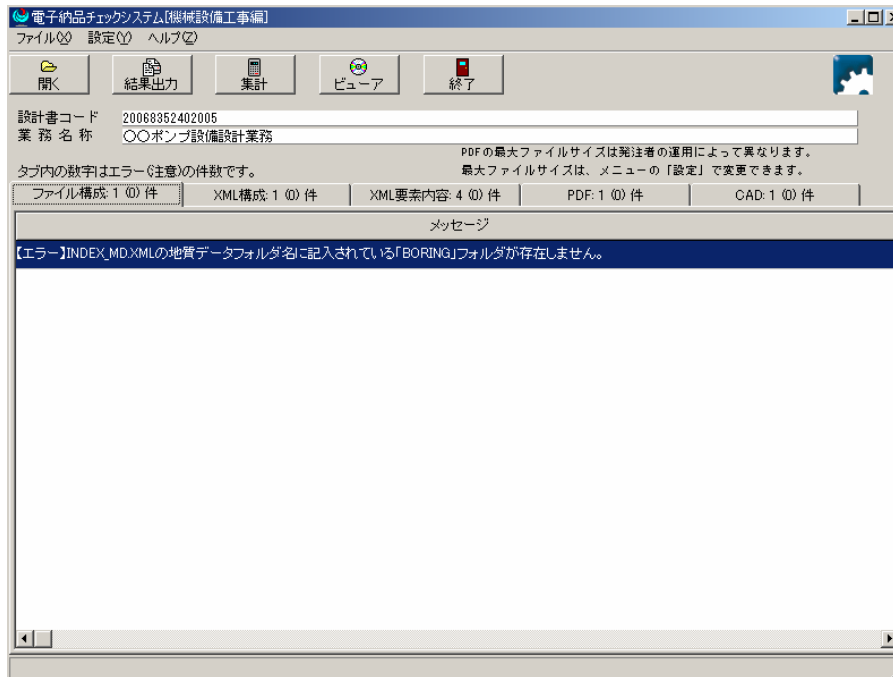 電子納品チェックシステム[機械設備工事編]
ファイル(X) 設定(Y) ヘルプ(Z)
開く 結果出力 集計 ビューア 終了
設計書コード 20068352402005
業務名称 〇〇ポンプ設備設計業務
PDFの最大ファイルサイズは発注者の運用によって異なります。
タブ内の数字はエラー(注意)の件数です。 最大ファイルサイズは、メニューの「設定」で変更できます。
ファイル構成: 1 (0) 件 XML構成: 1 (0) 件 XML要素内容: 4 (0) 件 PDF: 1 (0) 件 CAD: 1 (0) 件
メッセージ
【エラー】INDEX_MD.XMLの地質データフォルダ名に記入されている「BORING」フォルダが存在しません。